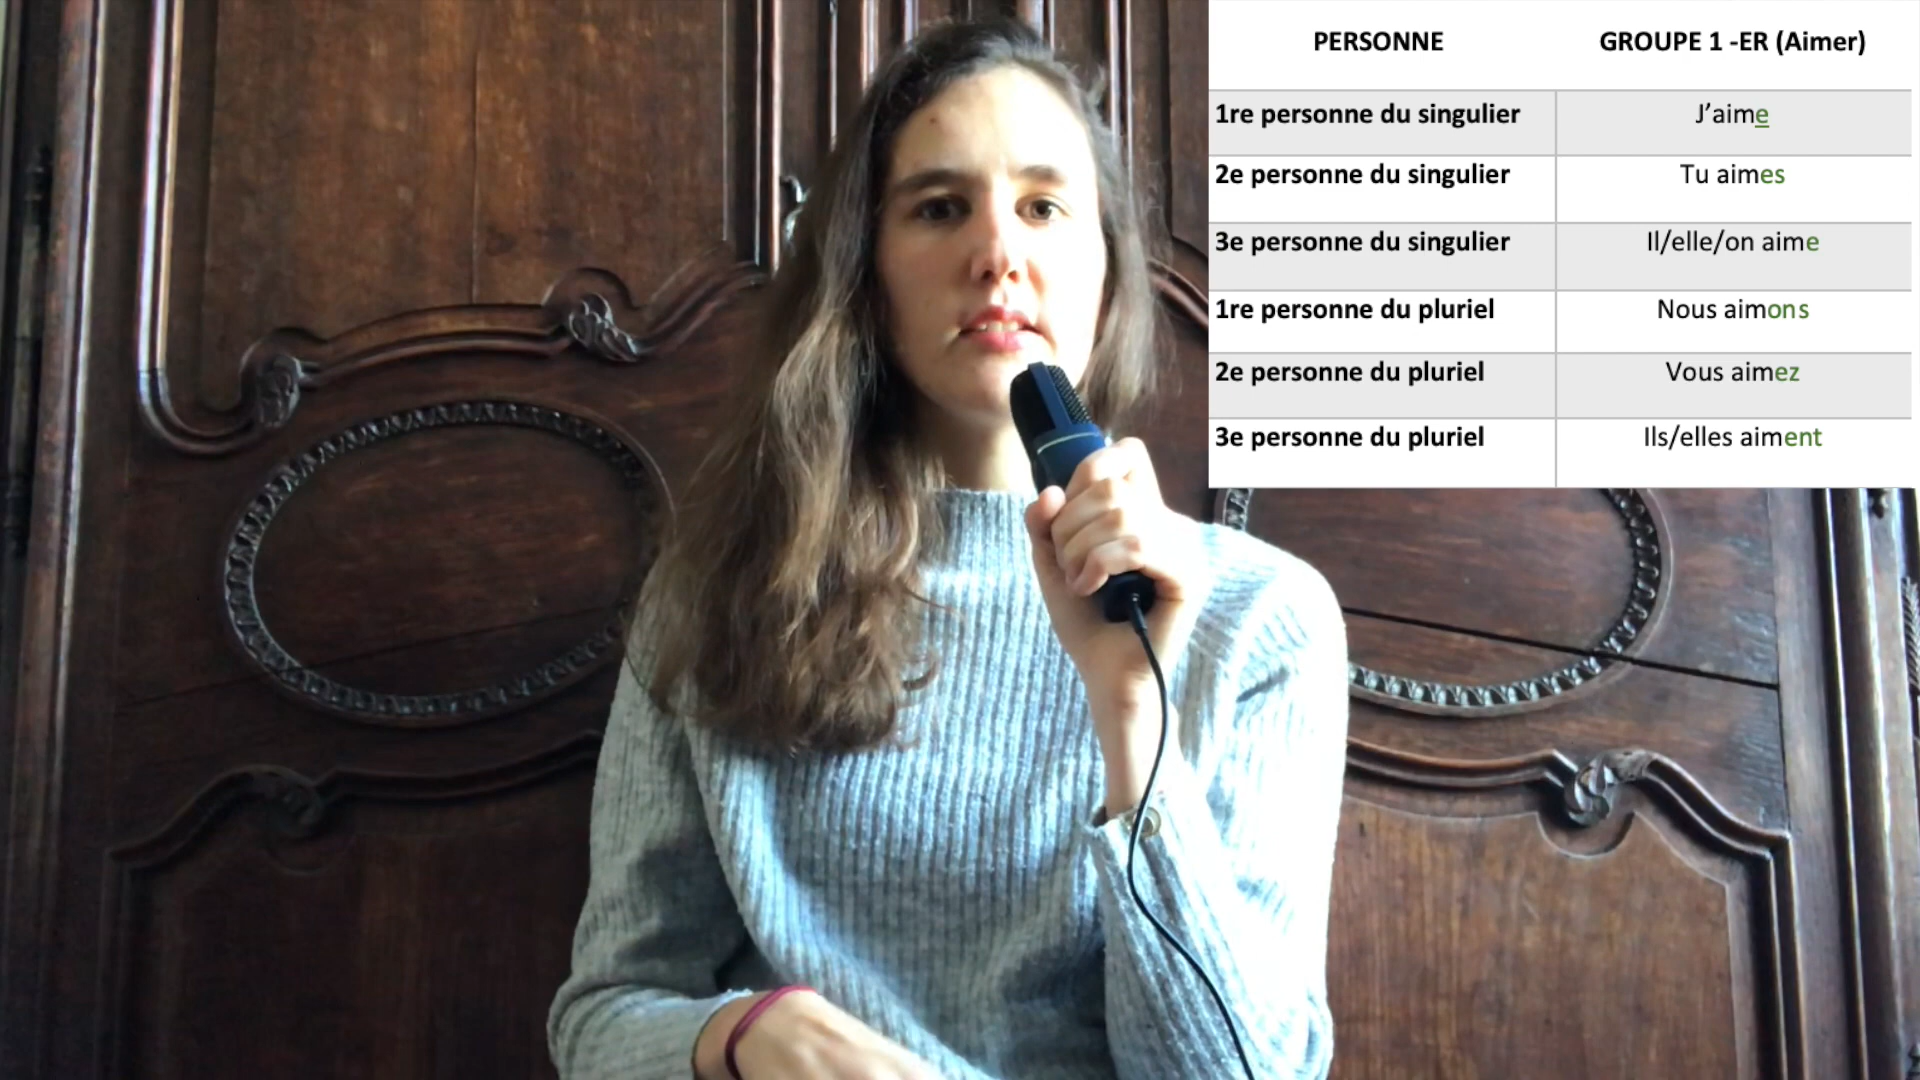 PERSONNE GROUPE 1 -ER (Aimer)
1re personne du singulier J’aime
2e personne du singulier Tu aimes
3e personne du singulier Il/elle/on aime
1re personne du pluriel Nous aimons
2e personne du pluriel Vous aimez
3e personne du pluriel Ils/elles aiment